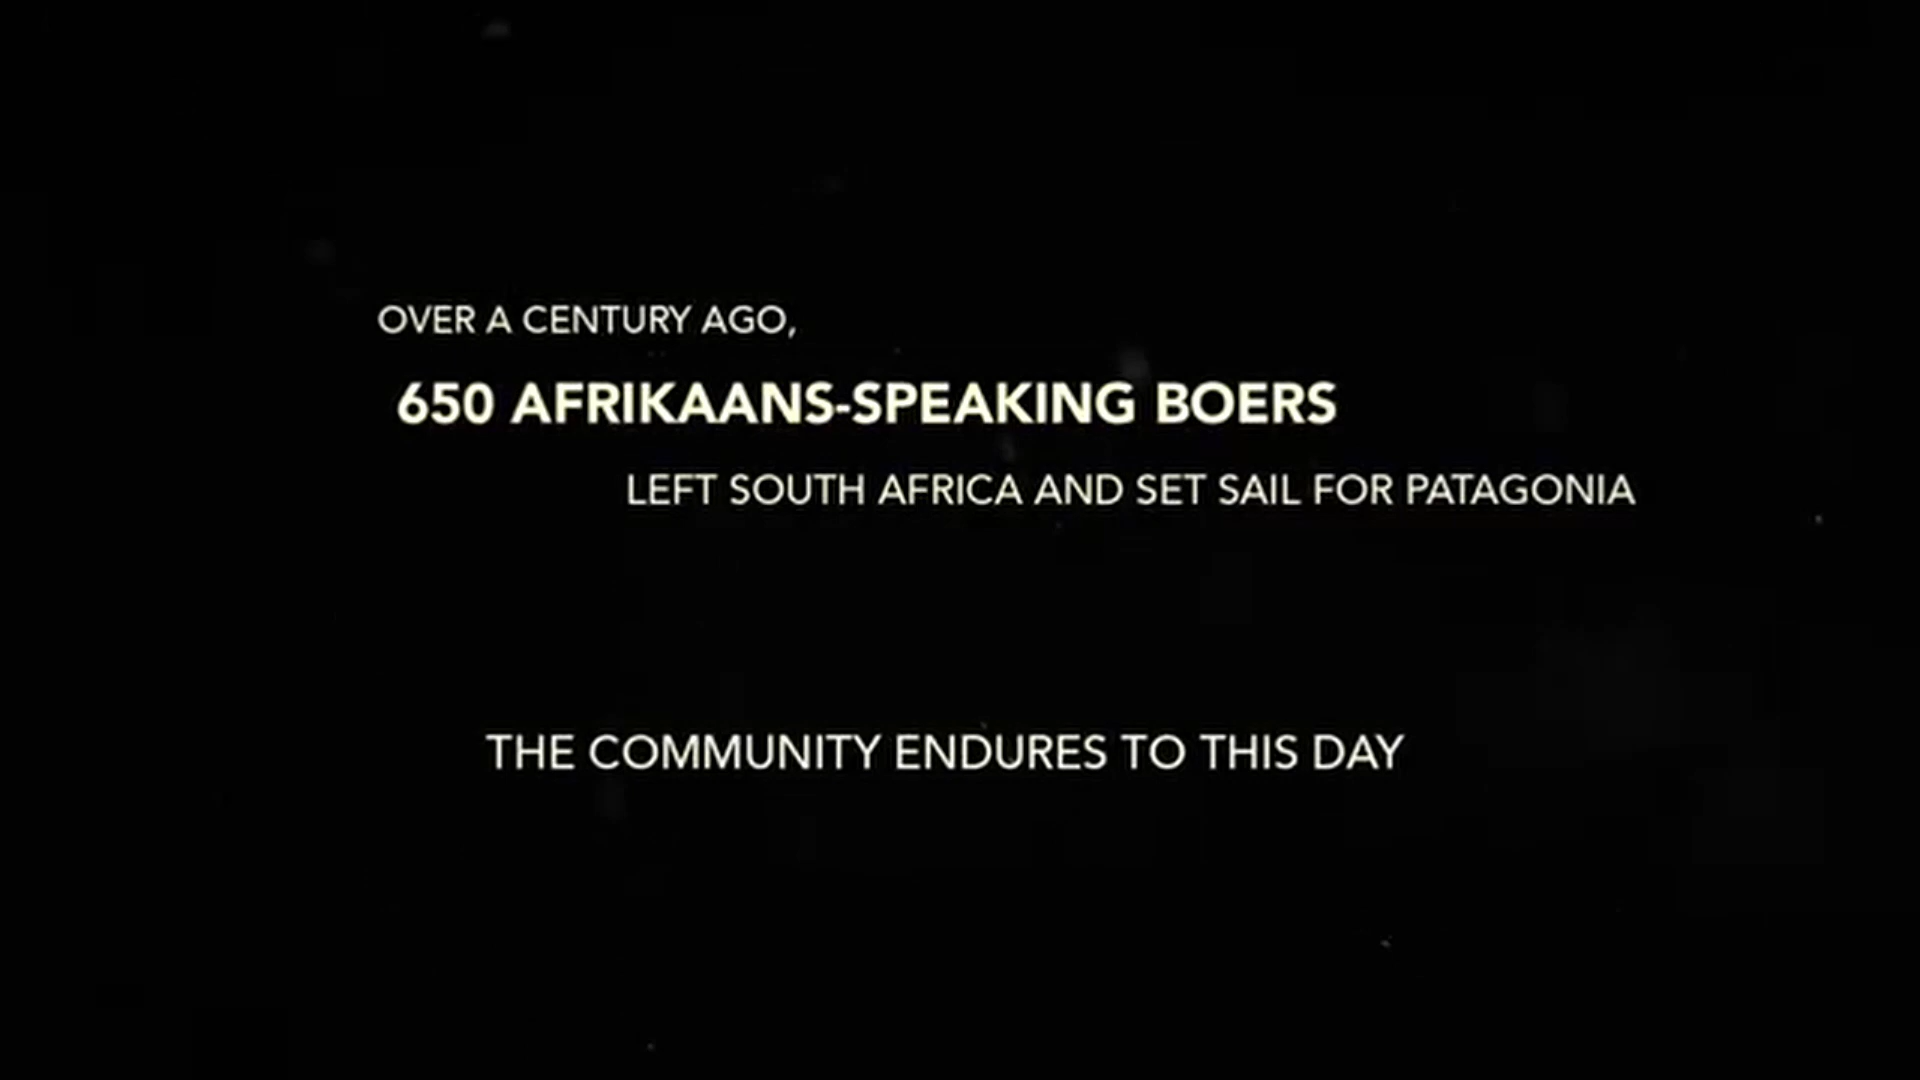 OVER A CENTURY AGO,
650 AFRIKAANS-SPEAKING BOERS
LEFT SOUTH AFRICA AND SET SAIL FOR PATAGONIA
THE COMMUNITY ENDURES TO THIS DAY